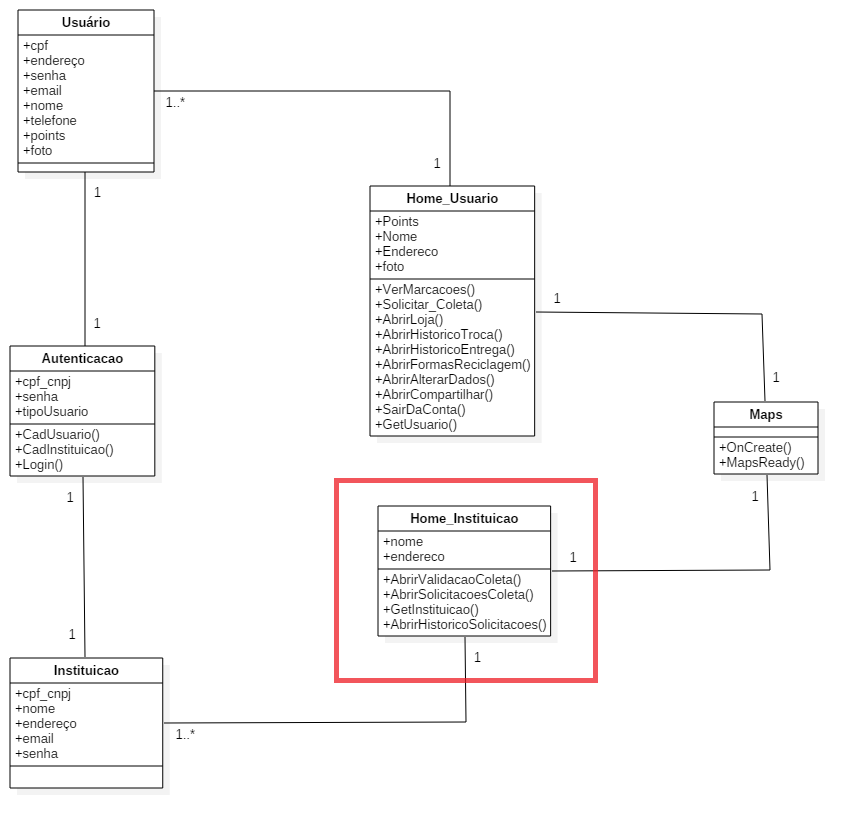 Usuário
+cpf
+endereço
+senha
+email
+nome
+telefone
+points
+foto
1..*
1
1
1
Home_Usuario
+Points
+Nome
+Endereco
+foto
+VerMarcacoes()
+Solicitar_Coleta()
+AbrirLoja()
+AbrirHistoricoTroca()
+AbrirHistoricoEntrega()
+AbrirFormasReciclagem()
+AbrirAlterarDados()
+AbrirCompartilhar()
+SairDaConta()
+GetUsuario()
1
1
Autenticacao
+cpf_cnpj
+senha
+tipoUsuario
+CadUsuario()
+CadInstituicao()
+Login()
Maps
+OnCreate()
+MapsReady()
1
1
Home_Instituicao
+nome
+endereco
+AbrirValidacaoColeta()
+AbrirSolicitacoesColeta()
+GetInstituicao()
+AbrirHistoricoSolicitacoes()
1
1
1
Instituicao
+cpf_cnpj
+nome
+endereço
+email
+senha
1..*